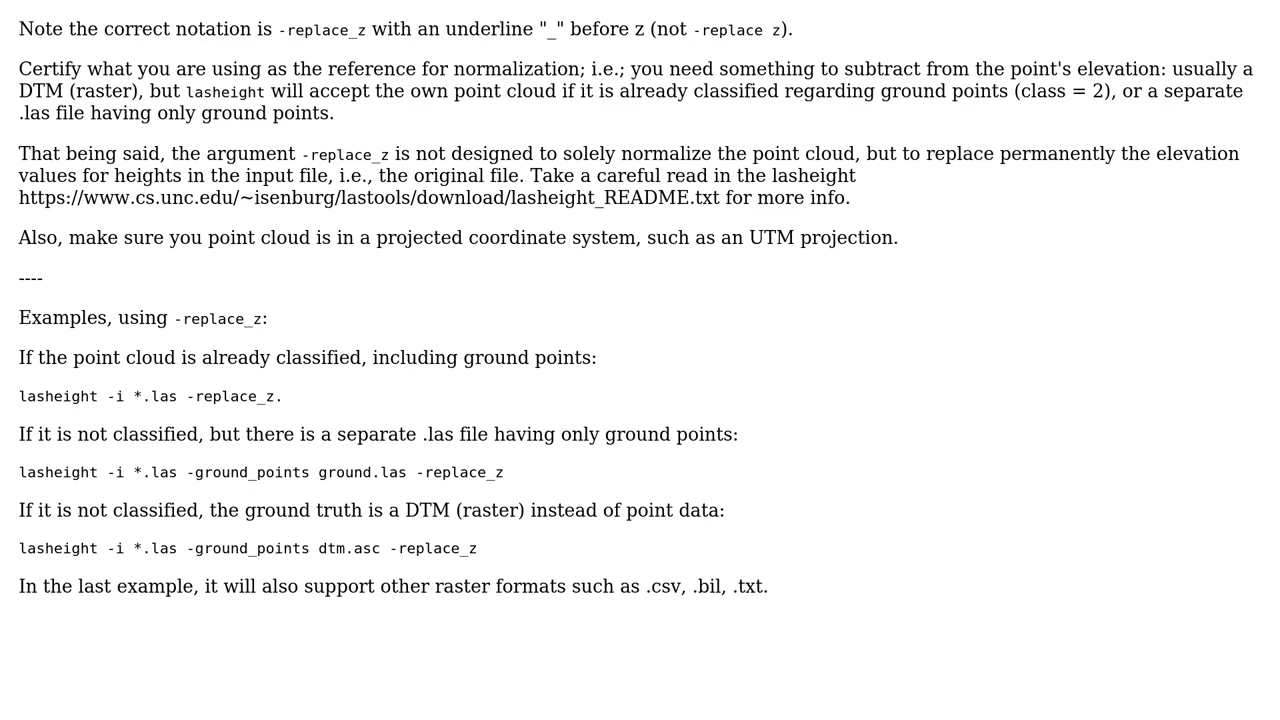 Note the correct notation is -replace_z with an underline "_" before z (not -replace z).
Certify what you are using as the reference for normalization; i.e.; you need something to subtract from the point's elevation: usually a
DTM (raster), but lasheight will accept the own point cloud if it is already classified regarding ground points (class = 2), or a separate
.las file having only ground points.
That being said, the argument -replace_z is not designed to solely normalize the point cloud, but to replace permanently the elevation
values for heights in the input file, i.e., the original file. Take a careful read in the lasheight
https://www.cs.unc.edu/~isenburg/lastools/download/lasheight_README.txt for more info.
Also, make sure you point cloud is in a projected coordinate system, such as an UTM projection.
----
Examples, using -replace_z:
If the point cloud is already classified, including ground points:
lasheight -i *.las -replace_z.
If it is not classified, but there is a separate .las file having only ground points:
lasheight -i *.las -ground_points ground.las -replace_z
If it is not classified, the ground truth is a DTM (raster) instead of point data:
lasheight -i *.las -ground_points dtm.asc -replace_z
In the last example, it will also support other raster formats such as .csv, .bil, .txt.